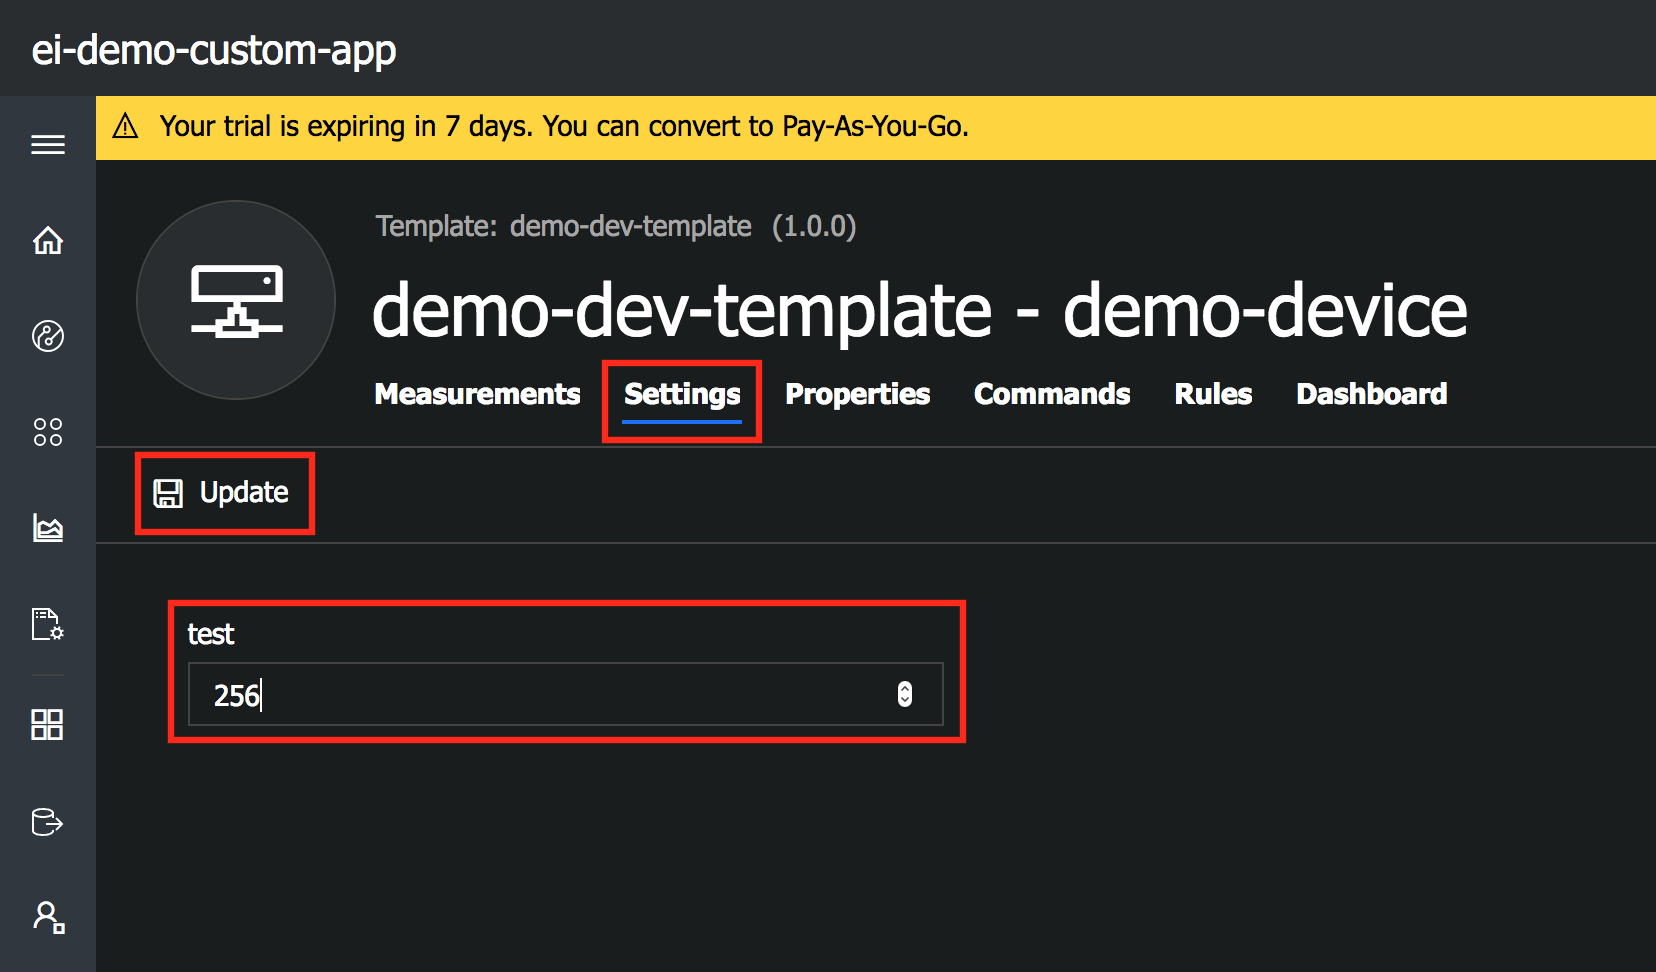 ei-demo-custom-app
Your trial is expiring in 7 days. You can convert to Pay-As-You-Go.
Template: demo-dev-template (1.0.0)
demo-dev-template - demo-device
Measurements Settings Properties Commands Rules Dashboard
Update
test
256